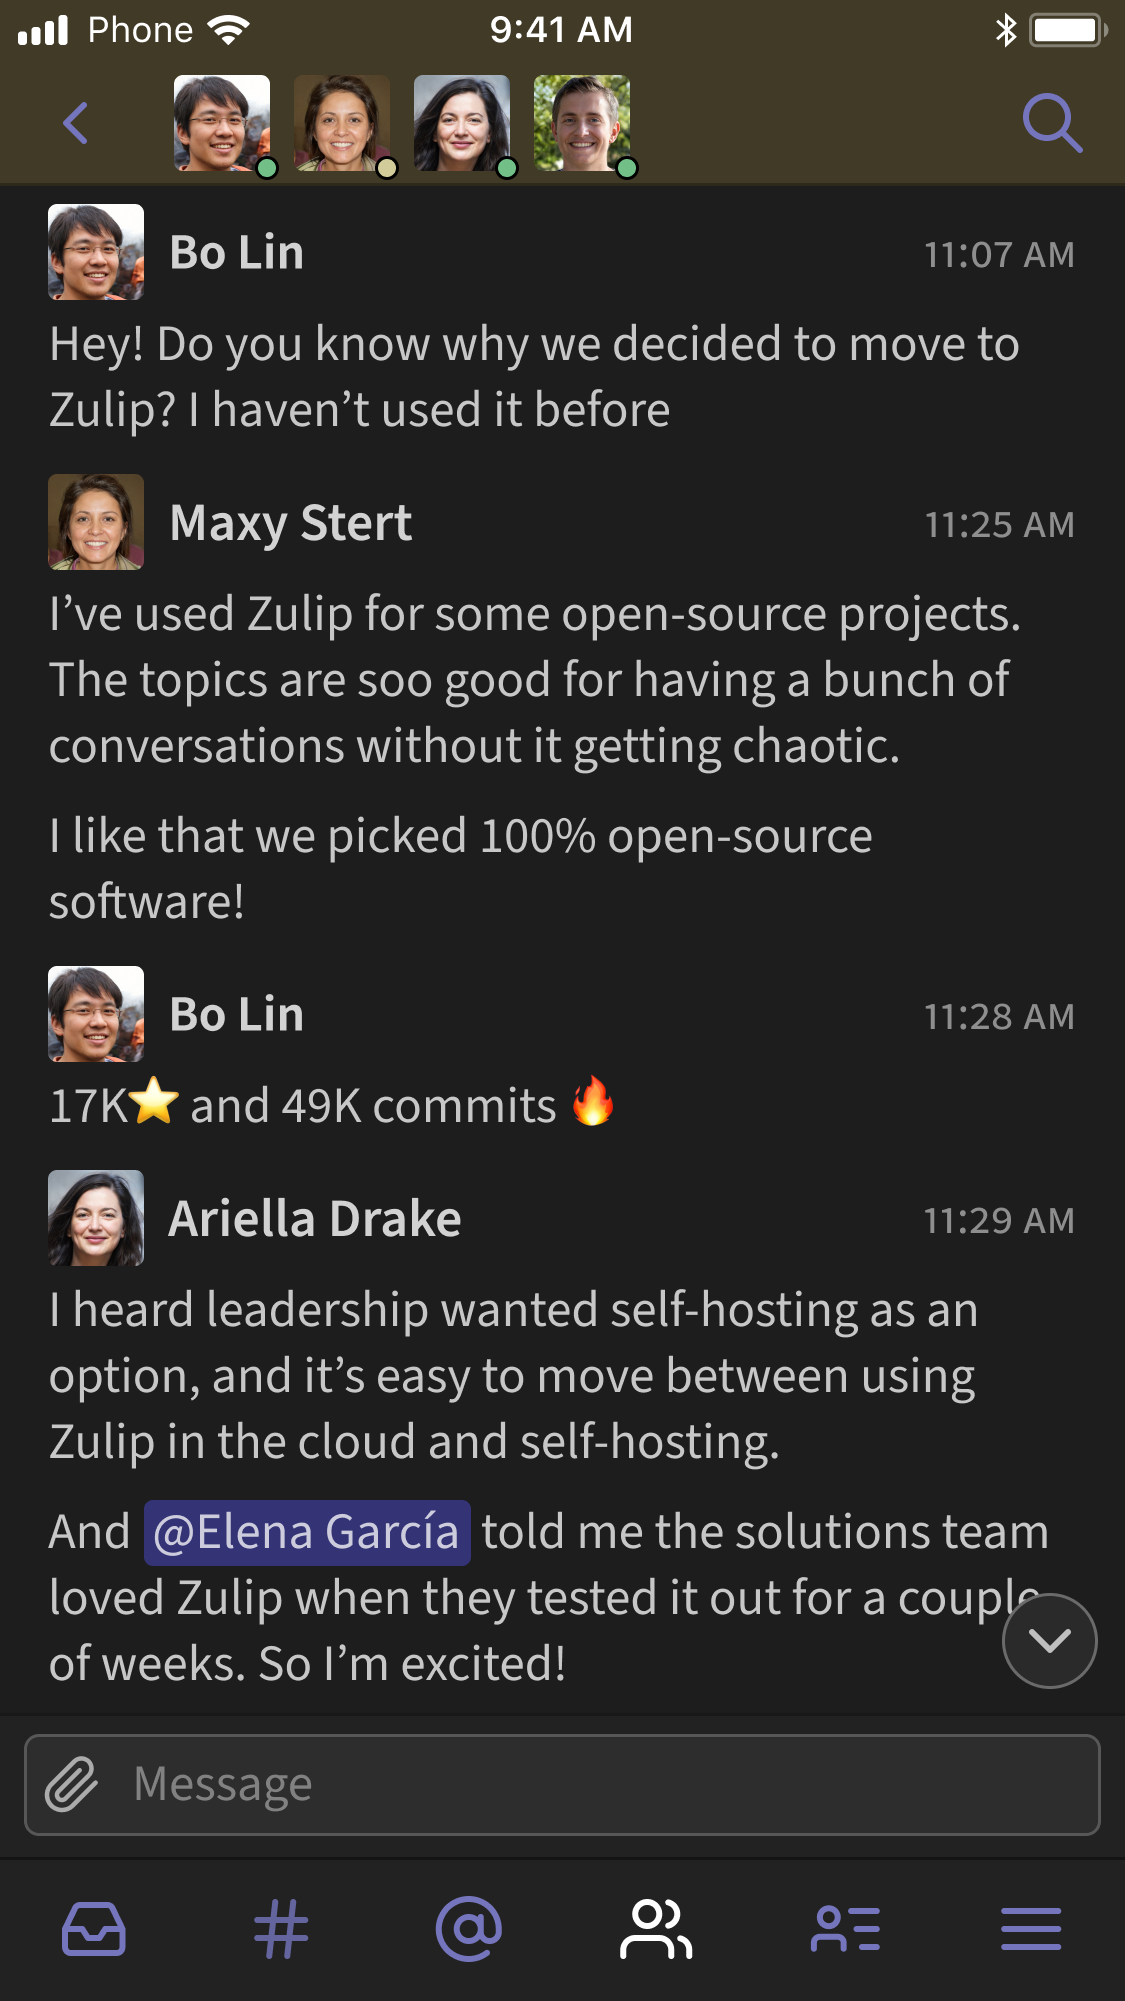 Phone 9:41 AM
Bo Lin 11:07 AM
Hey! Do you know why we decided to move to
Zulip? I haven’t used it before
Maxy Stert 11:25 AM
I’ve used Zulip for some open-source projects.
The topics are soo good for having a bunch of
conversations without it getting chaotic.
I like that we picked 100% open-source
software!
Bo Lin 11:28 AM
17K⭐ and 49K commits 🔥
Ariella Drake 11:29 AM
I heard leadership wanted self-hosting as an
option, and it’s easy to move between using
Zulip in the cloud and self-hosting.
And @Elena García told me the solutions team
loved Zulip when they tested it out for a couple
of weeks. So I’m excited!
Message